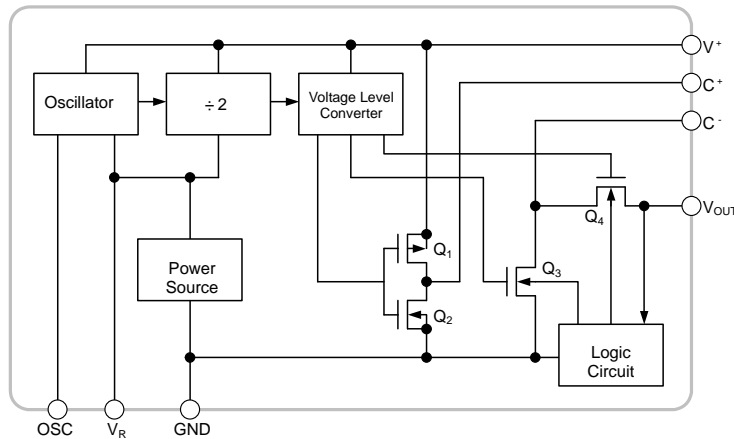 V+
Oscillator
÷ 2
Voltage Level
Converter
C+
C-
Q4
VOUT
Q1
Power
Source
Q3
Q2
Logic
Circuit
OSC
VR
GND